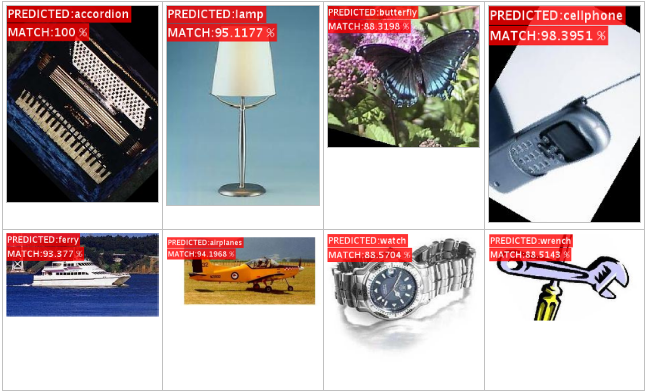 PREDICTED:accordion
MATCH:100 %
PREDICTED:lamp
MATCH:95.1177 %
PREDICTED:butterfly
MATCH:88.3198 %
PREDICTED:cellphone
MATCH:98.3951 %
PREDICTED:ferry
MATCH:93.377 %
PREDICTED:airplanes
MATCH:94.1968 %
PREDICTED:watch
MATCH:88.5704 %
PREDICTED:wrench
MATCH:88.5143 %